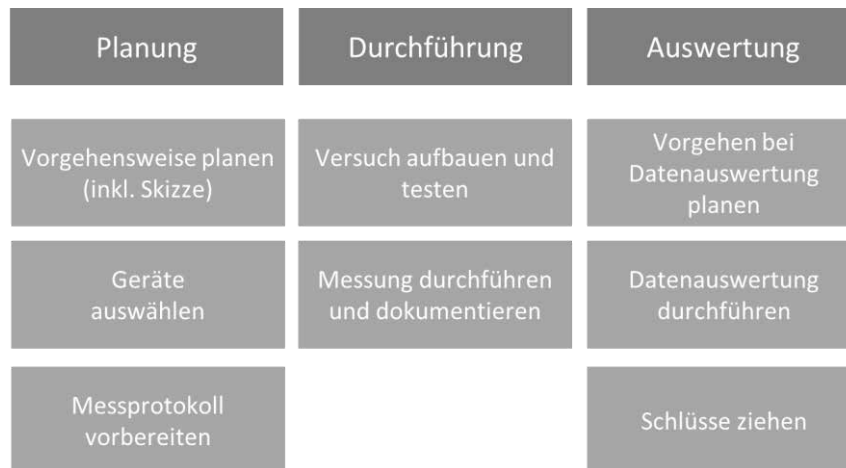 Planung
Durchführung
Auswertung
Vorgehensweise planen
(inkl. Skizze)
Versuch aufbauen und
testen
Vorgehen bei
Datenauswertung
planen
Geräte
auswählen
Messung durchführen
und dokumentieren
Datenauswertung
durchführen
Messprotokoll
vorbereiten
Schlüsse ziehen